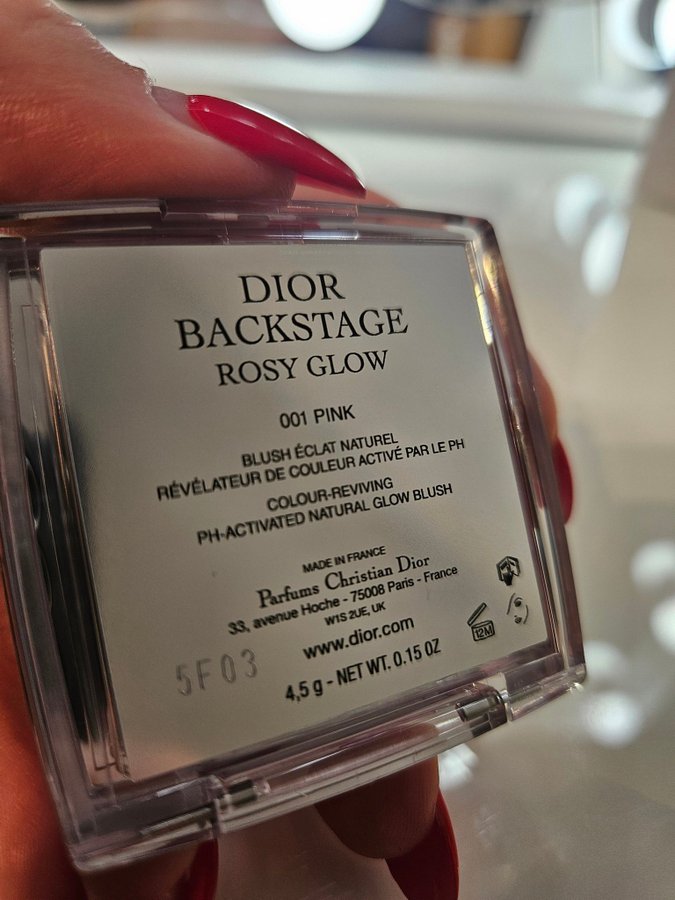 DIOR
BACKSTAGE
ROSY GLOW
001 PINK
BLUSH ÉCLAT NATUREL
RÉVÉLATEUR DE COULEUR ACTIVÉ PAR LE PH
COLOUR-REVIVING
PH-ACTIVATED NATURAL GLOW BLUSH
MADE IN FRANCE
Parfums Christian Dior
33, avenue Hoche - 75008 Paris - France
W1S 2UE, UK
www.dior.com
4,5 g - NET WT. 0.15 OZ
12M
5F03